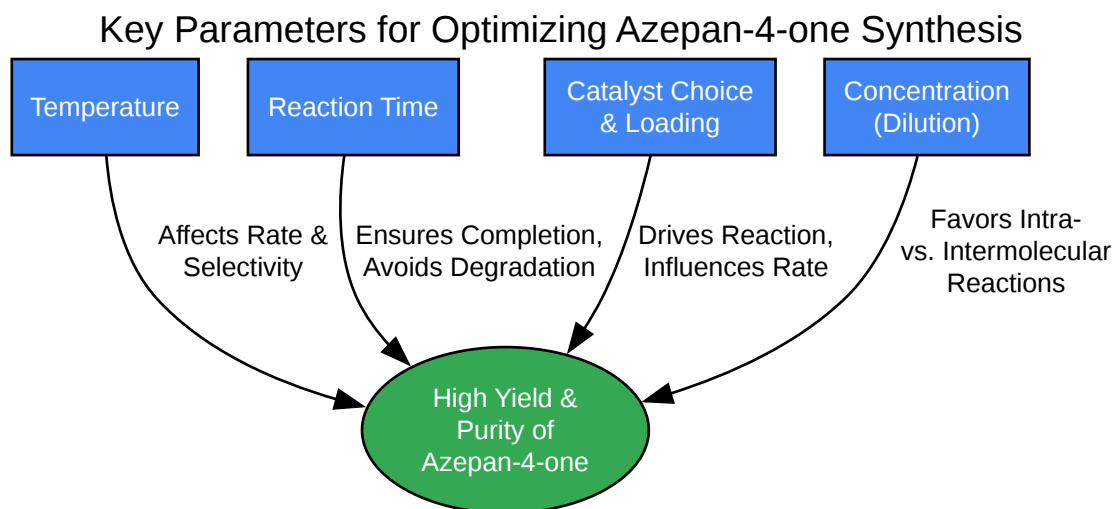 Key Parameters for Optimizing Azepan-4-one Synthesis
Temperature
Reaction Time
Catalyst Choice
& Loading
Concentration
(Dilution)
Affects Rate &
Selectivity
Ensures Completion,
Avoids Degradation
Drives Reaction,
Influences Rate
Favors Intra-
vs. Intermolecular
Reactions
High Yield &
Purity of
Azepan-4-one